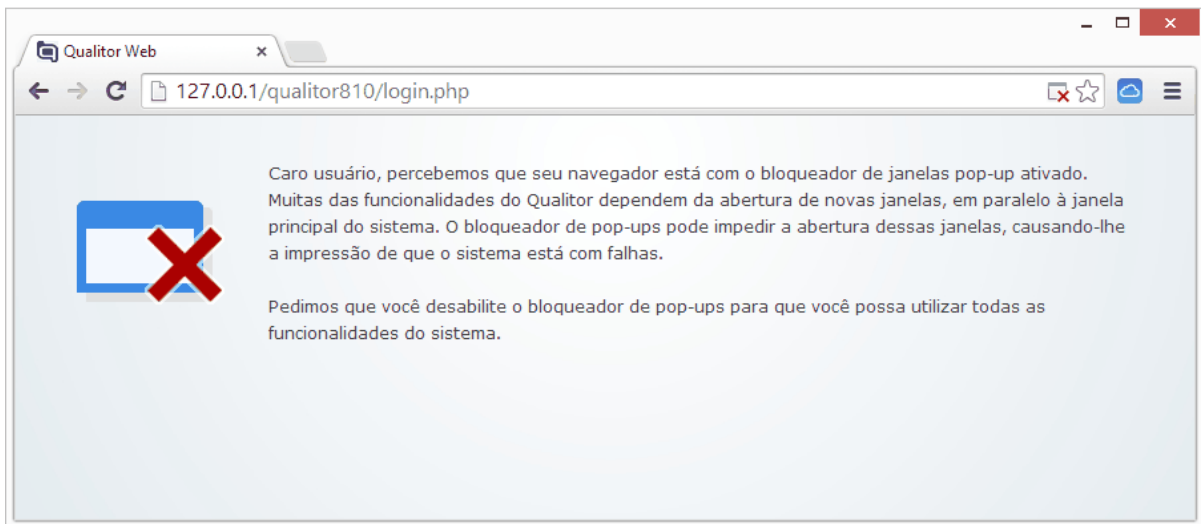 Qualitor Web
127.0.0.1/qualitor810/login.php
Caro usuário, percebemos que seu navegador está com o bloqueador de janelas pop-up ativado.
Muitas das funcionalidades do Qualitor dependem da abertura de novas janelas, em paralelo à janela
principal do sistema. O bloqueador de pop-ups pode impedir a abertura dessas janelas, causando-lhe
a impressão de que o sistema está com falhas.
Pedimos que você desabilite o bloqueador de pop-ups para que você possa utilizar todas as
funcionalidades do sistema.